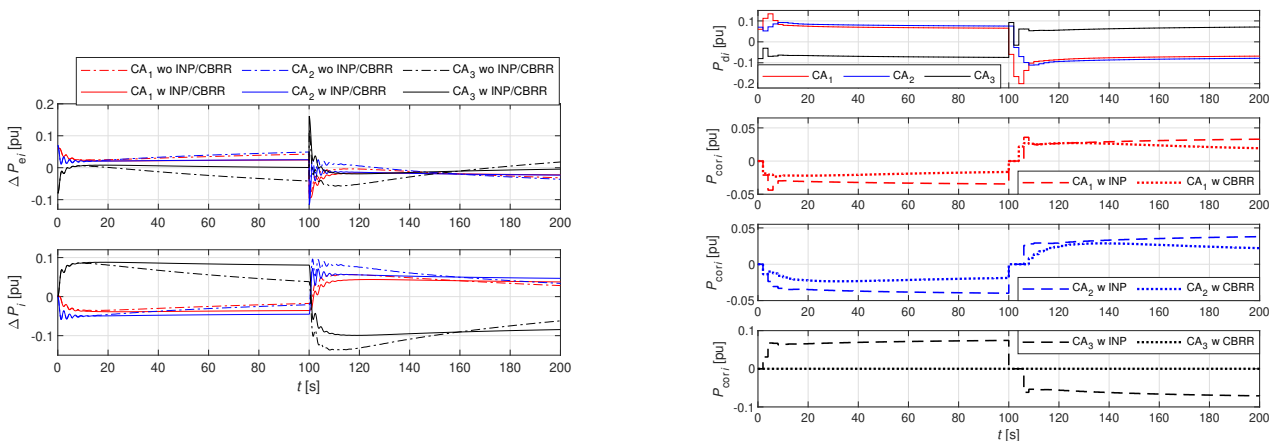 CA1 wo INP/CBRR CA2 wo INP/CBRR CA3 wo INP/CBRR
CA1 w INP/CBRR CA2 w INP/CBRR CA3 w INP/CBRR
Δ Pei [pu]
0.2
0.1
0
-0.1
0 20 40 60 80 100 120 140 160 180 200
Δ Pi [pu]
0.1
0
-0.1
0 20 40 60 80 100 120 140 160 180 200
t [s]
Pdi [pu]
0.1
0
-0.1
-0.2
CA1 CA2 CA3
0 20 40 60 80 100 120 140 160 180 200
Pcori [pu]
0.05
0
-0.05
CA1 w INP CA1 w CBRR
0 20 40 60 80 100 120 140 160 180 200
Pcori [pu]
0.05
0
-0.05
CA2 w INP CA2 w CBRR
0 20 40 60 80 100 120 140 160 180 200
Pcori [pu]
0.1
0
-0.1
CA3 w INP CA3 w CBRR
0 20 40 60 80 100 120 140 160 180 200
t [s]